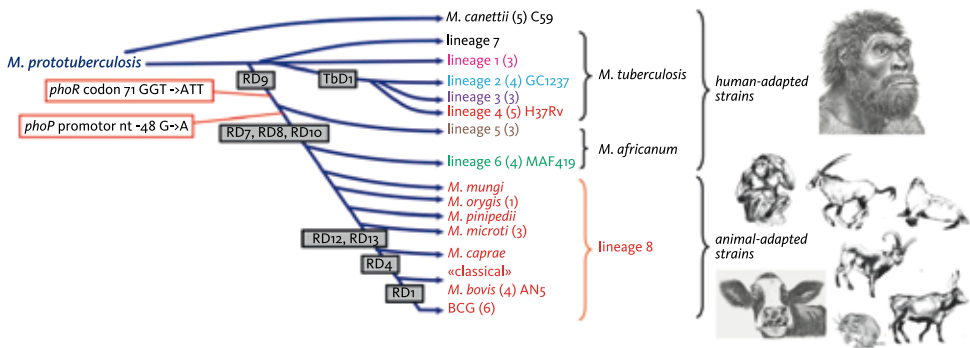 M. canettii (5) C59
lineage 7
M. prototuberculosis
lineage 1 (3)
RD9
TbD1
lineage 2 (4) GC1237
M. tuberculosis
human-adapted
strains
phoR codon 71 GGT ->ATT
lineage 3 (3)
lineage 4 (5) H37Rv
phoP promotor nt -48 G->A
RD7, RD8, RD10
lineage 5 (3)
M. africanum
lineage 6 (4) MAF419
M. mungi
M. orygis (1)
M. pinipedii
M. microti (3)
RD12, RD13
lineage 8
animal-adapted
strains
M. caprae
RD4
«classical»
M. bovis (4) AN5
RD1
BCG (6)